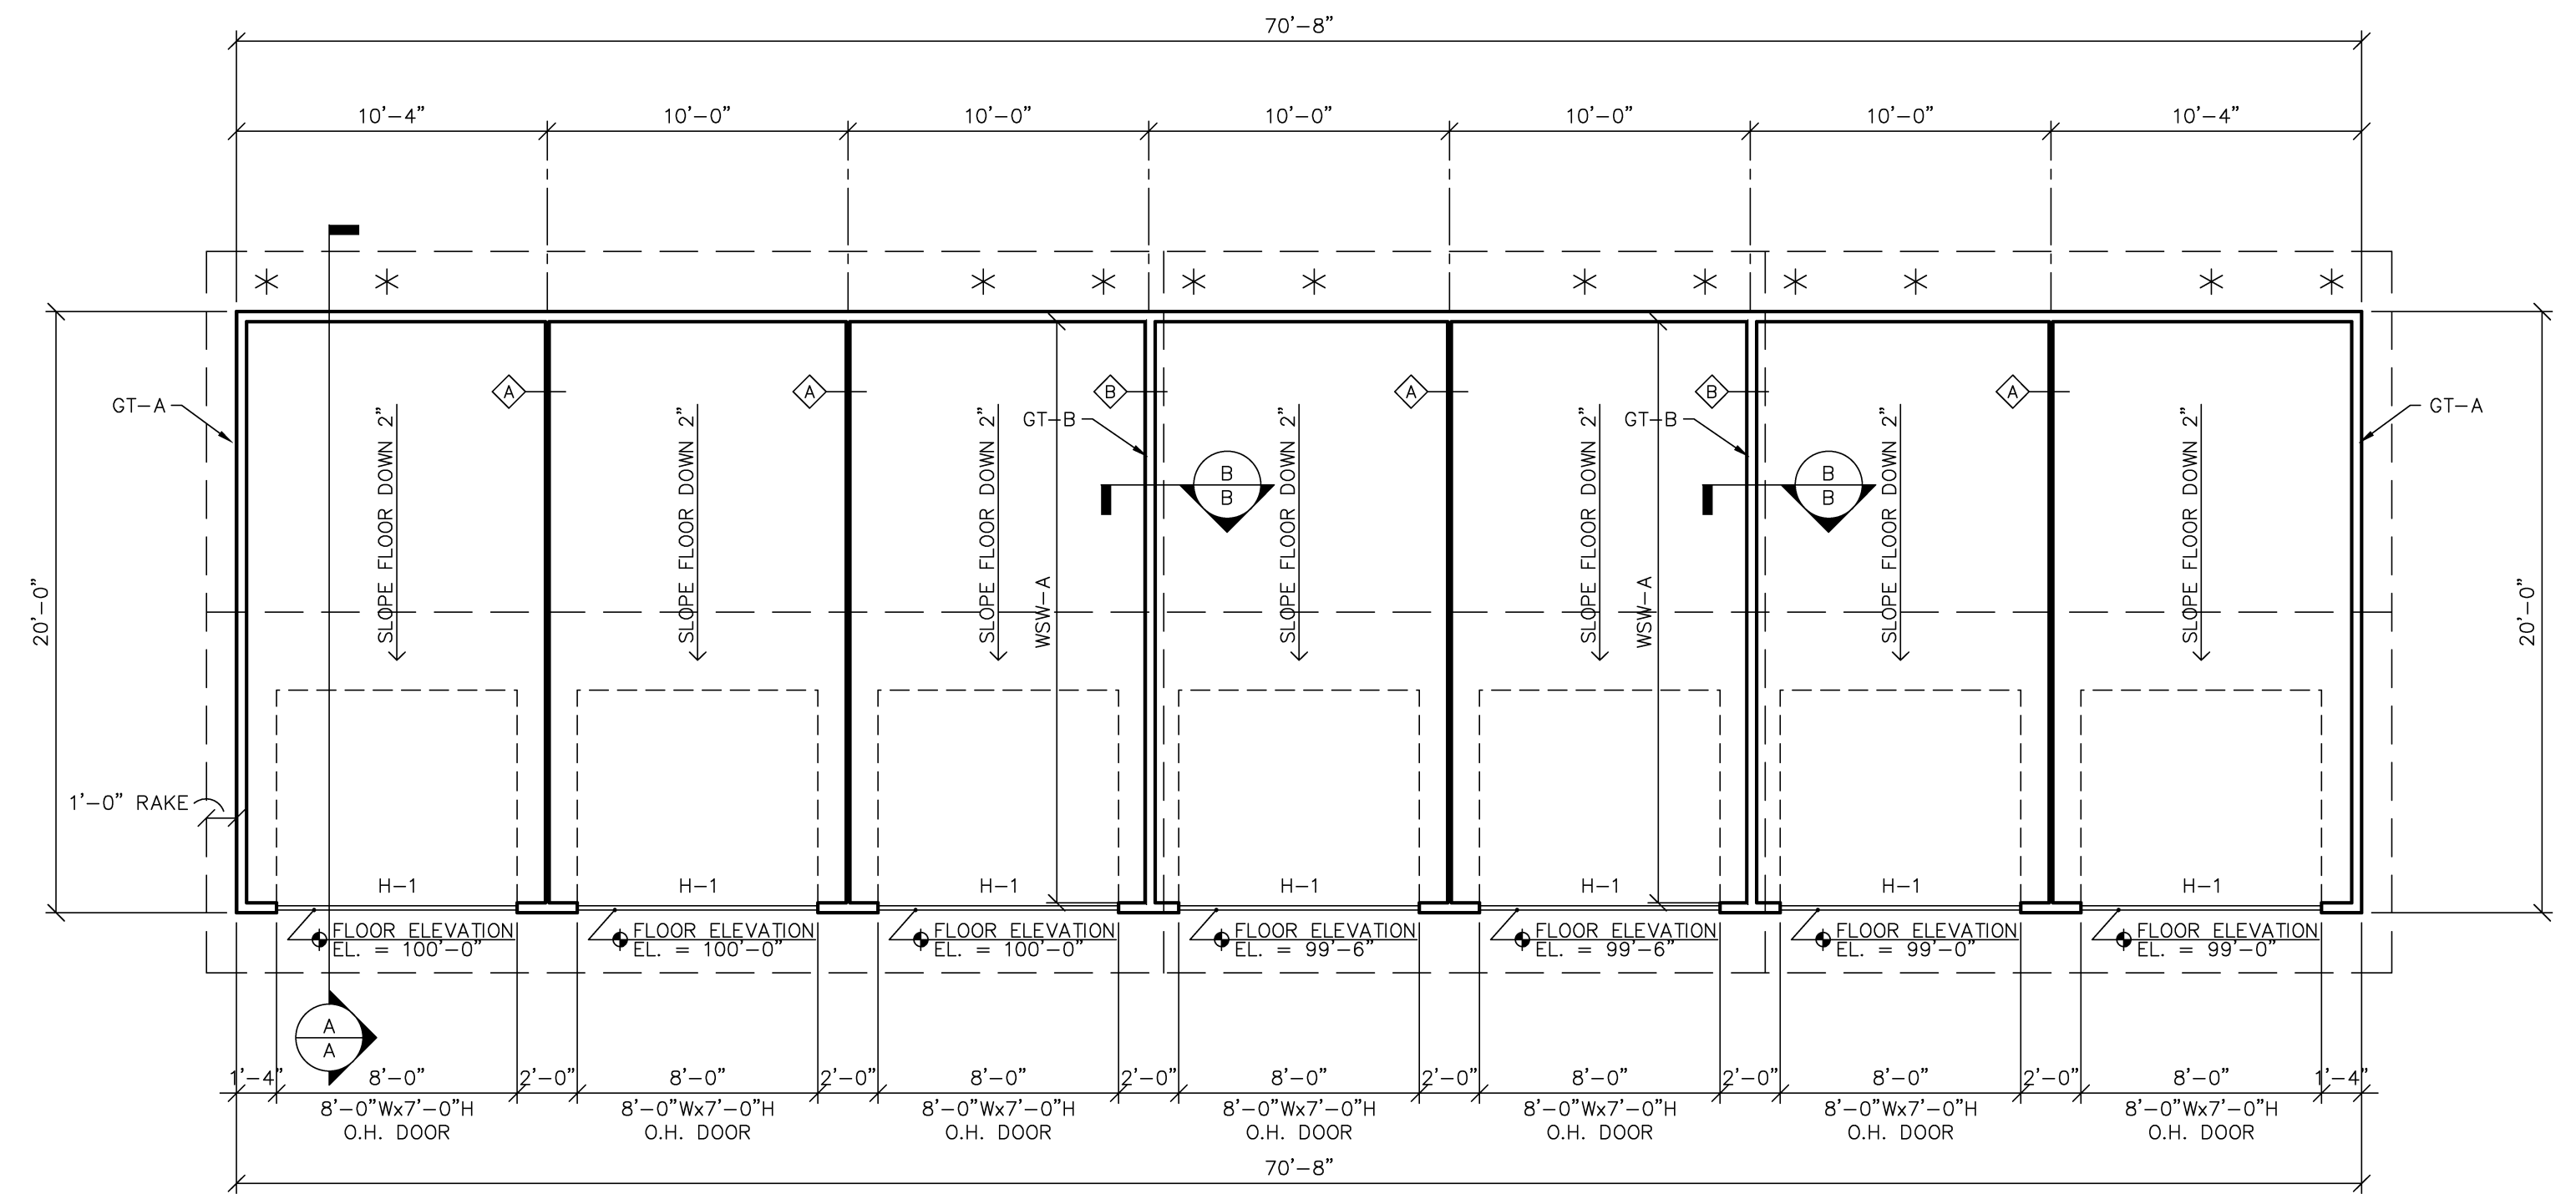 70'-8"
10'-4" 10'-0" 10'-0" 10'-0" 10'-0" 10'-0" 10'-4"
* * * * * * * * * * * *
A A B A B A
GT-A GT-B GT-B GT-A
SLOPE FLOOR DOWN 2"
SLOPE FLOOR DOWN 2"
SLOPE FLOOR DOWN 2"
SLOPE FLOOR DOWN 2"
SLOPE FLOOR DOWN 2"
SLOPE FLOOR DOWN 2"
SLOPE FLOOR DOWN 2"
B B
B B
WSW-A WSW-A
20'-0" 20'-0"
1'-0" RAKE
H-1 H-1 H-1 H-1 H-1 H-1 H-1
FLOOR ELEVATION FLOOR ELEVATION FLOOR ELEVATION FLOOR ELEVATION FLOOR ELEVATION FLOOR ELEVATION FLOOR ELEVATION
EL. = 100'-0" EL. = 100'-0" EL. = 100'-0" EL. = 99'-6" EL. = 99'-6" EL. = 99'-0" EL. = 99'-0"
A
A
1'-4" 8'-0" 2'-0" 8'-0" 2'-0" 8'-0" 2'-0" 8'-0" 2'-0" 8'-0" 2'-0" 8'-0" 2'-0" 8'-0" 1'-4"
8'-0"Wx7'-0"H 8'-0"Wx7'-0"H 8'-0"Wx7'-0"H 8'-0"Wx7'-0"H 8'-0"Wx7'-0"H 8'-0"Wx7'-0"H 8'-0"Wx7'-0"H
O.H. DOOR O.H. DOOR O.H. DOOR O.H. DOOR O.H. DOOR O.H. DOOR O.H. DOOR
70'-8"